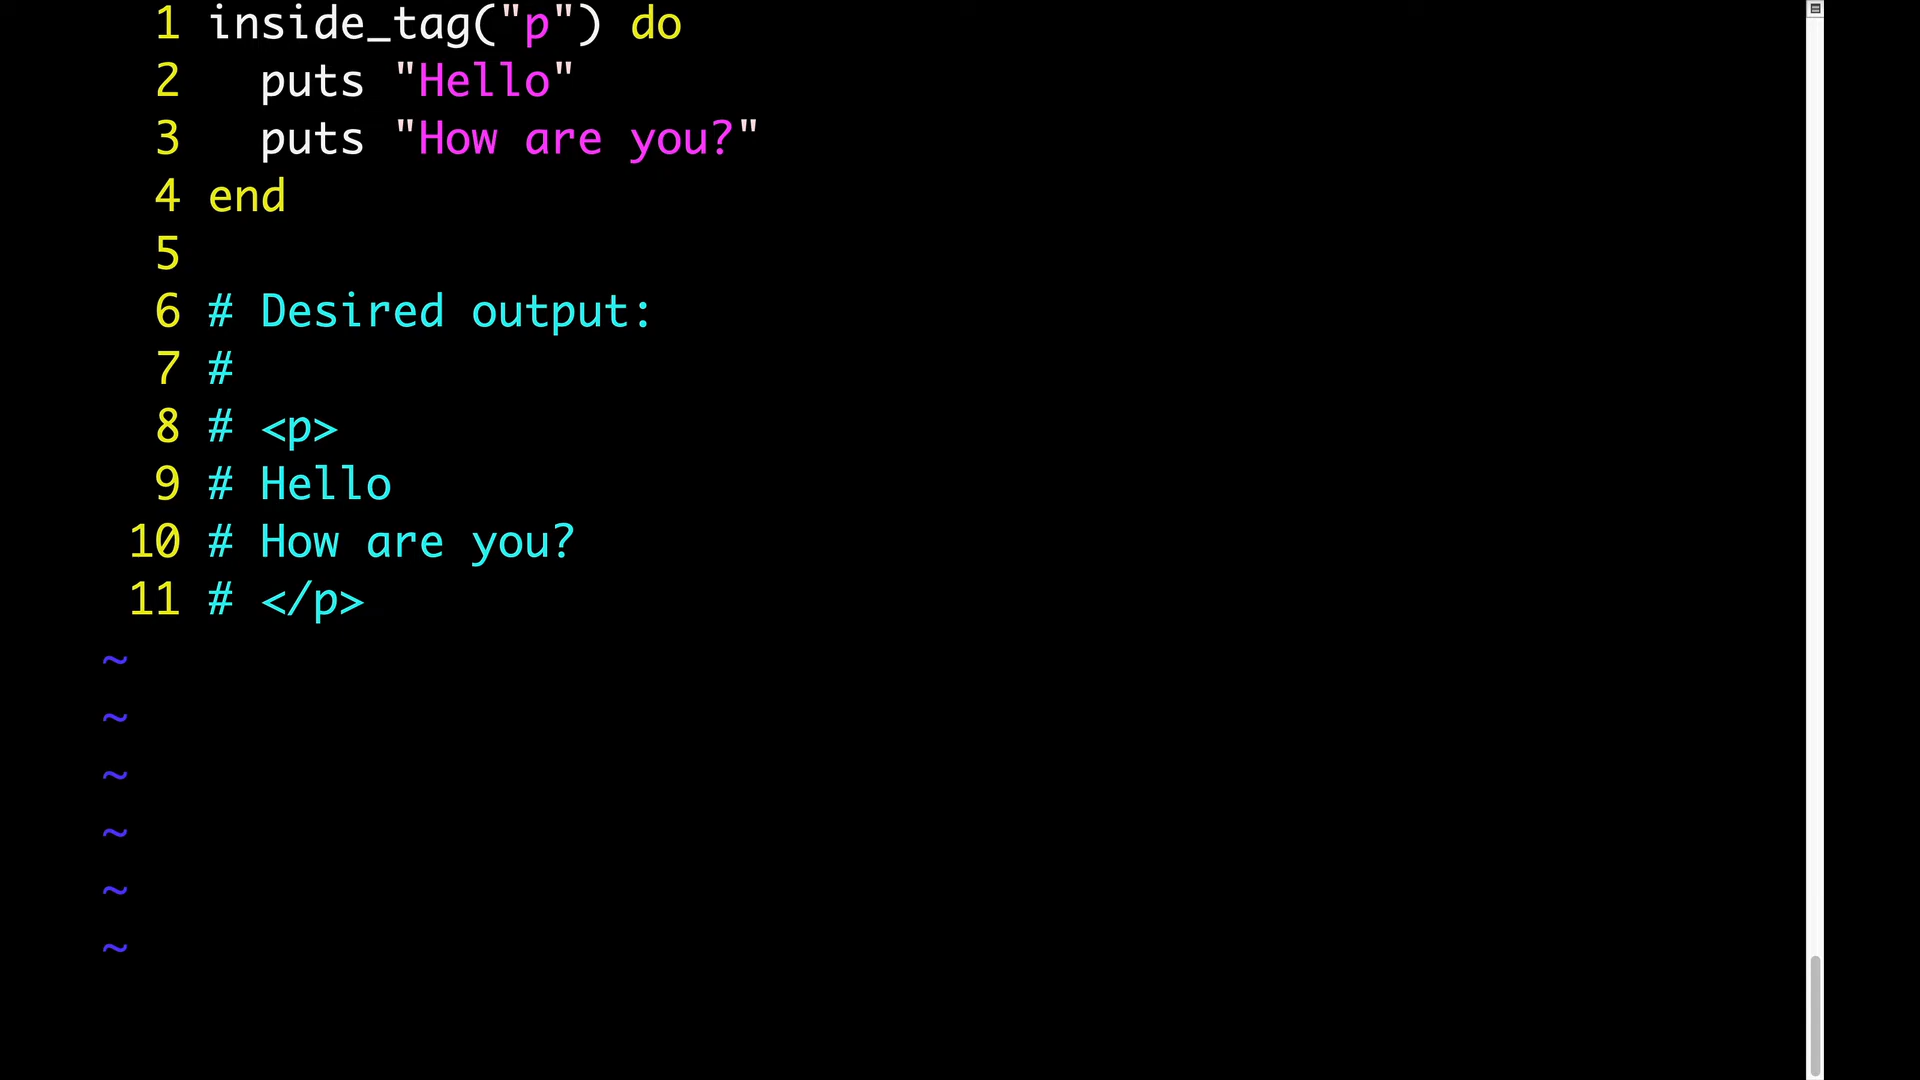 1 inside_tag("p") do
2   puts "Hello"
3   puts "How are you?"
4 end
5
6 # Desired output:
7 #
8 # <p>
9 # Hello
10 # How are you?
11 # </p>
~
~
~
~
~
~